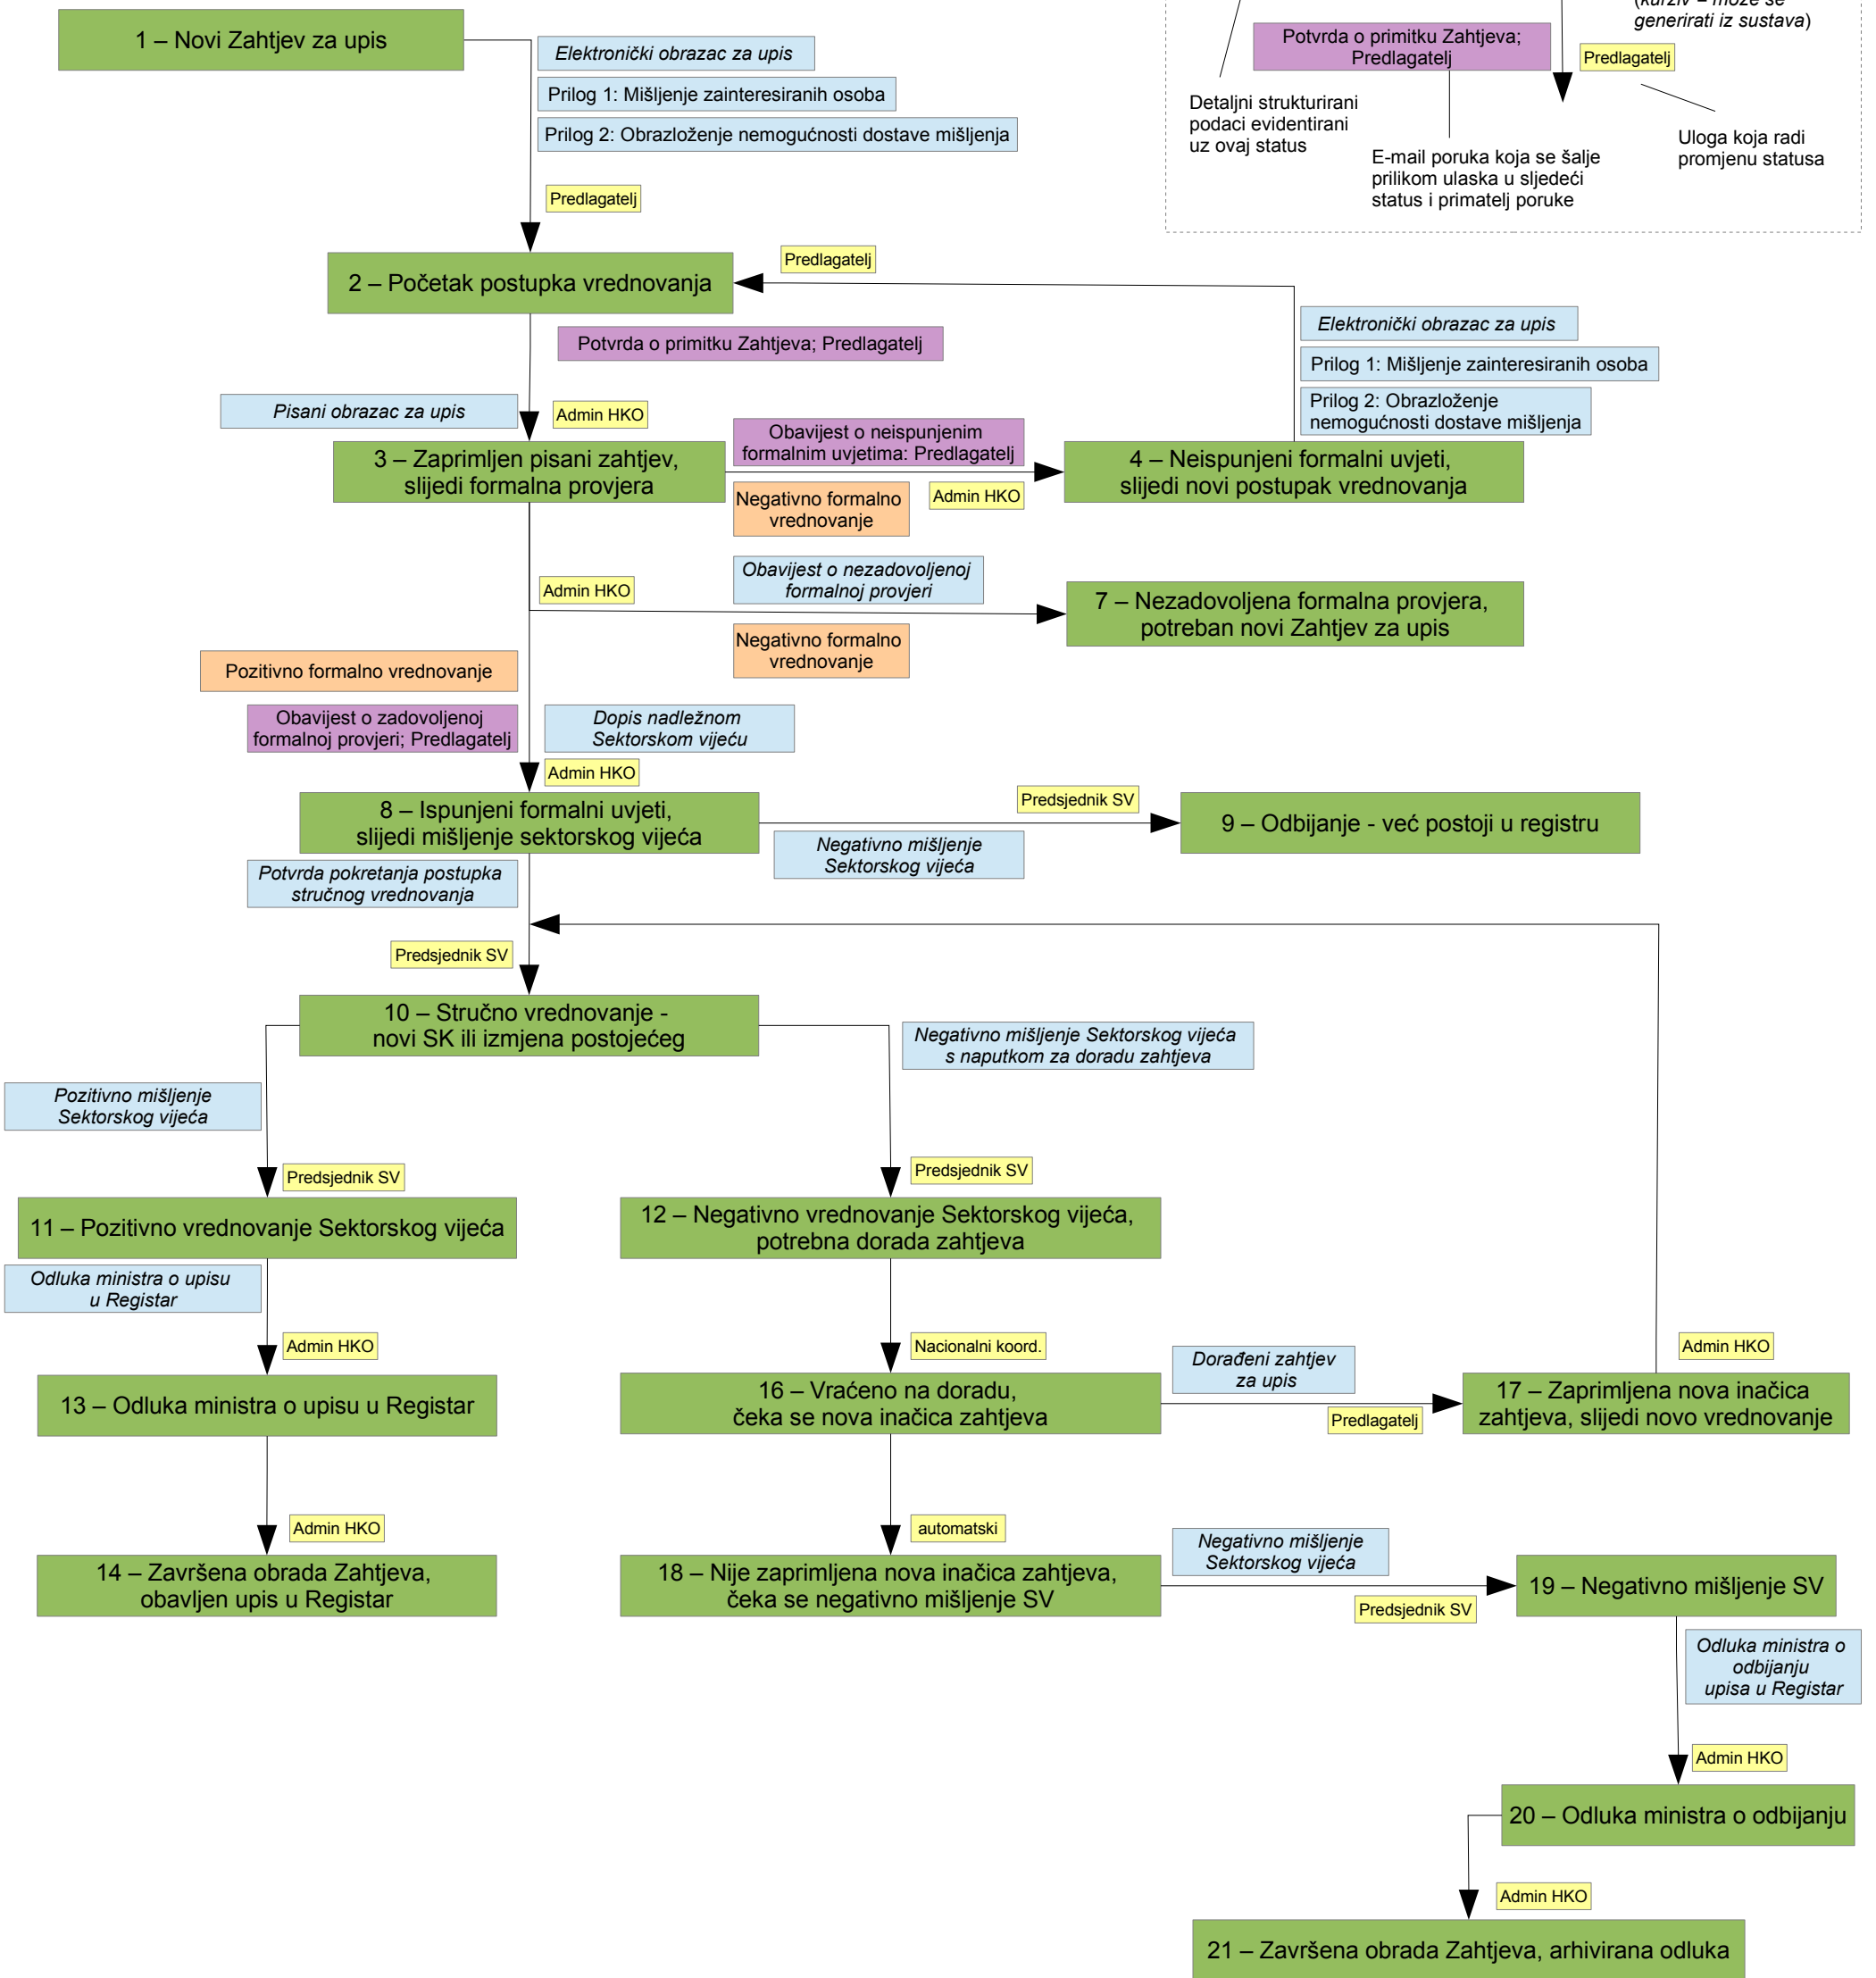 (kurziv – može se
generirati iz sustava)
1 – Novi Zahtjev za upis
Elektronički obrazac za upis
Prilog 1: Mišljenje zainteresiranih osoba
Prilog 2: Obrazloženje nemogućnosti dostave mišljenja
Predlagatelj
Potvrda o primitku Zahtjeva;
Predlagatelj
Predlagatelj
Detaljni strukturirani
podaci evidentirani
uz ovaj status
E-mail poruka koja se šalje
prilikom ulaska u sljedeći
status i primatelj poruke
Uloga koja radi
promjenu statusa
2 – Početak postupka vrednovanja
Predlagatelj
Potvrda o primitku Zahtjeva; Predlagatelj
Elektronički obrazac za upis
Prilog 1: Mišljenje zainteresiranih osoba
Prilog 2: Obrazloženje
nemogućnosti dostave mišljenja
Pisani obrazac za upis
Admin HKO
3 – Zaprimljen pisani zahtjev,
slijedi formalna provjera
Obavijest o neispunjenim
formalnim uvjetima: Predlagatelj
Negativno formalno
vrednovanje
Admin HKO
4 – Neispunjeni formalni uvjeti,
slijedi novi postupak vrednovanja
Admin HKO
Obavijest o nezadovoljenoj
formalnoj provjeri
Negativno formalno
vrednovanje
7 – Nezadovoljena formalna provjera,
potreban novi Zahtjev za upis
Pozitivno formalno vrednovanje
Obavijest o zadovoljenoj
formalnoj provjeri; Predlagatelj
Dopis nadležnom
Sektorskom vijeću
Admin HKO
8 – Ispunjeni formalni uvjeti,
slijedi mišljenje sektorskog vijeća
Predsjednik SV
Negativno mišljenje
Sektorskog vijeća
9 – Odbijanje - već postoji u registru
Potvrda pokretanja postupka
stručnog vrednovanja
Predsjednik SV
10 – Stručno vrednovanje -
novi SK ili izmjena postojećeg
Negativno mišljenje Sektorskog vijeća
s naputkom za doradu zahtjeva
Pozitivno mišljenje
Sektorskog vijeća
Predsjednik SV
Predsjednik SV
11 – Pozitivno vrednovanje Sektorskog vijeća
12 – Negativno vrednovanje Sektorskog vijeća,
potrebna dorada zahtjeva
Odluka ministra o upisu
u Registar
Admin HKO
Nacionalni koord.
Admin HKO
13 – Odluka ministra o upisu u Registar
16 – Vraćeno na doradu,
čeka se nova inačica zahtjeva
Dorađeni zahtjev
za upis
Predlagatelj
17 – Zaprimljena nova inačica
zahtjeva, slijedi novo vrednovanje
Admin HKO
automatski
14 – Završena obrada Zahtjeva,
obavljen upis u Registar
18 – Nije zaprimljena nova inačica zahtjeva,
čeka se negativno mišljenje SV
Negativno mišljenje
Sektorskog vijeća
Predsjednik SV
19 – Negativno mišljenje SV
Odluka ministra o
odbijanju
upisa u Registar
Admin HKO
20 – Odluka ministra o odbijanju
Admin HKO
21 – Završena obrada Zahtjeva, arhivirana odluka